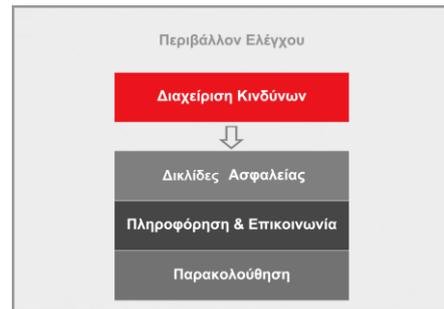 Περιβάλλον Ελέγχου
Διαχείριση Κινδύνων
Δικλίδες Ασφαλείας
Πληροφόρηση & Επικοινωνία
Παρακολούθηση